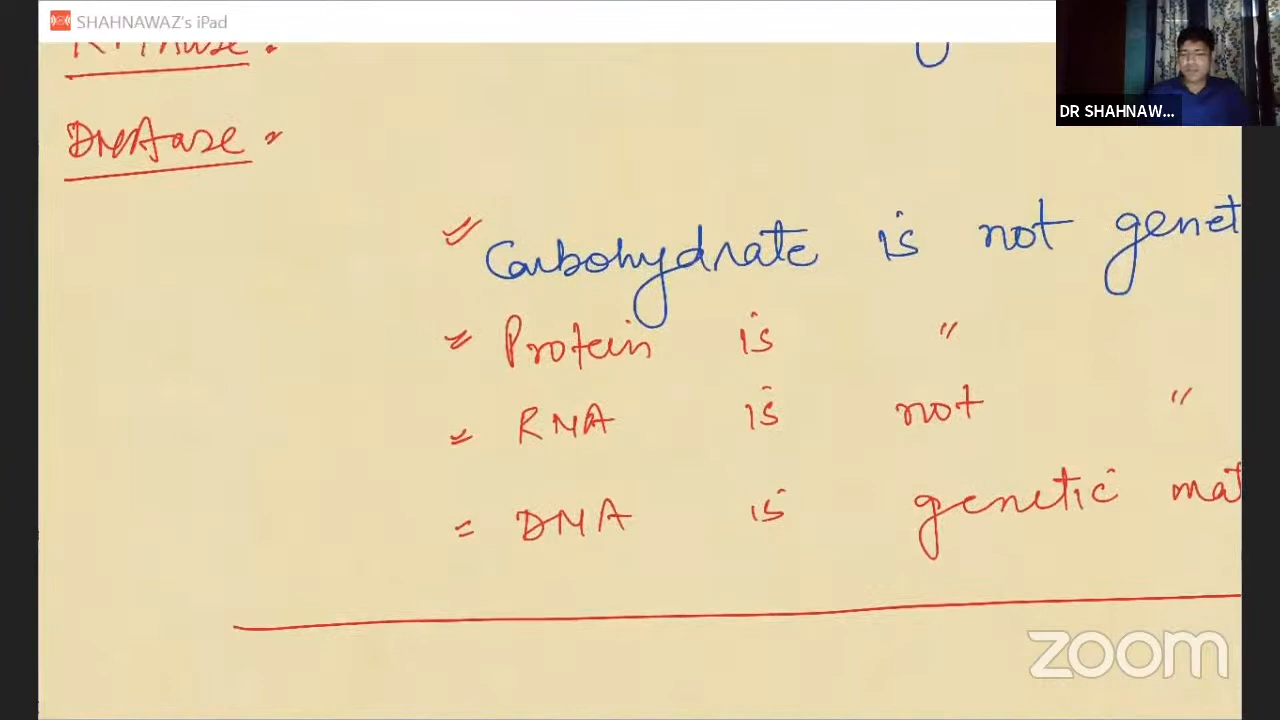 SHAHNAWAZ's iPad
DR SHAHNAW...
DNAase =
Carbohydrate is not genet
= Protein is "
= RNA is not "
= DNA is genetic mat
zoom